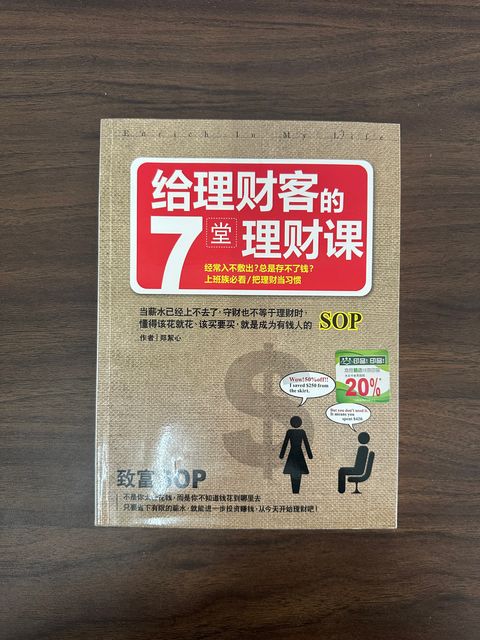 Enrich In My Life
给理财客的
7堂理财课
经常入不敷出？总是存不了钱？
上班族必看/把理财当习惯
当薪水已经上不去了，守财也不等于理财时，
懂得该花就花、该买要买，就是成为有钱人的 SOP
作者｜郑絜心
印品！印品！
20%
Wow!50%off!!
I saved $250 from
the skirt.
But you don't need it.
It means you
spent $420
致富SOP
不是你太会花钱，而是你不知道钱花到哪里去
只要省下有限的薪水，就能进一步投资赚钱，从今天开始理财吧！